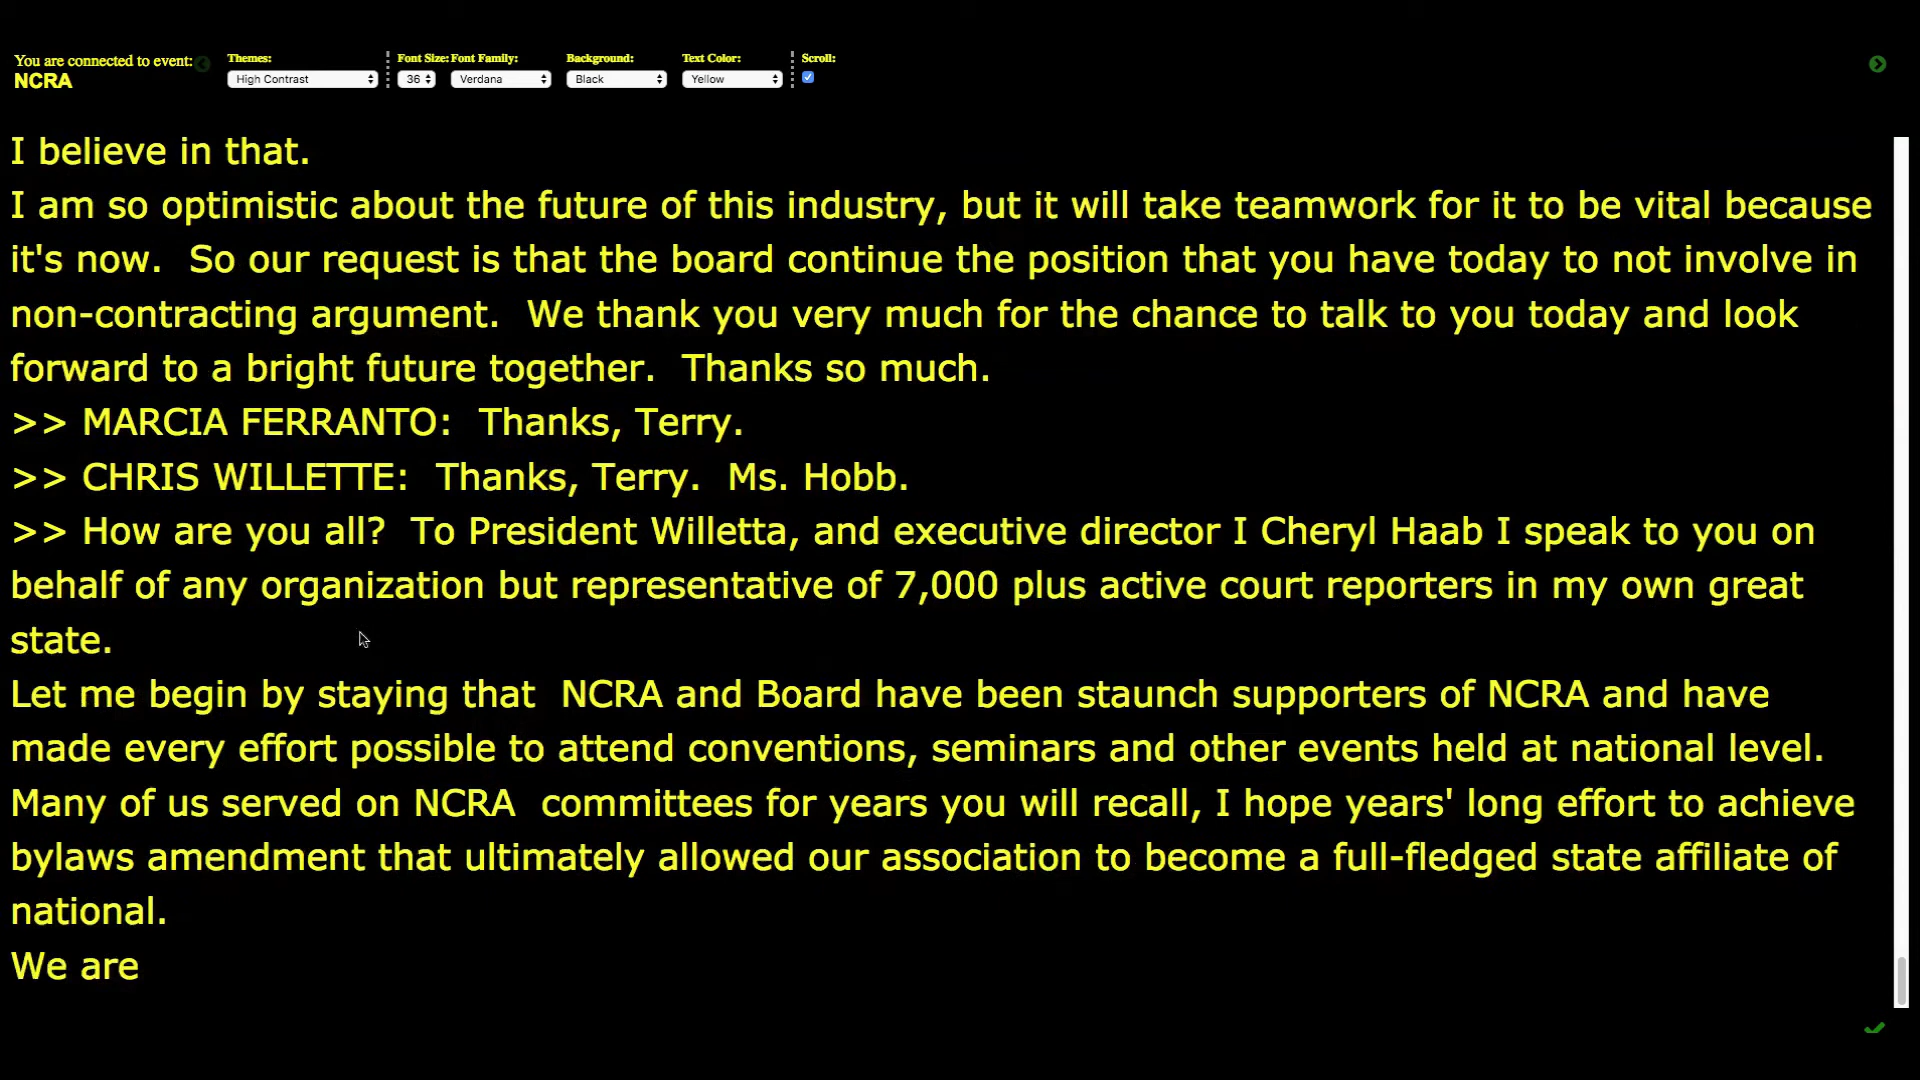 You are connected to event:
NCRA
Themes:
High Contrast
Font Size:
36
Font Family:
Verdana
Background:
Black
Text Color:
Yellow
Scroll:
I believe in that.
I am so optimistic about the future of this industry, but it will take teamwork for it to be vital because
it's now.  So our request is that the board continue the position that you have today to not involve in
non-contracting argument.  We thank you very much for the chance to talk to you today and look
forward to a bright future together.  Thanks so much.
>> MARCIA FERRANTO:  Thanks, Terry.
>> CHRIS WILLETTE:  Thanks, Terry.  Ms. Hobb.
>> How are you all?  To President Willetta, and executive director I Cheryl Haab I speak to you on
behalf of any organization but representative of 7,000 plus active court reporters in my own great
state.
Let me begin by staying that  NCRA and Board have been staunch supporters of NCRA and have
made every effort possible to attend conventions, seminars and other events held at national level.
Many of us served on NCRA  committees for years you will recall, I hope years' long effort to achieve
bylaws amendment that ultimately allowed our association to become a full-fledged state affiliate of
national.
We are